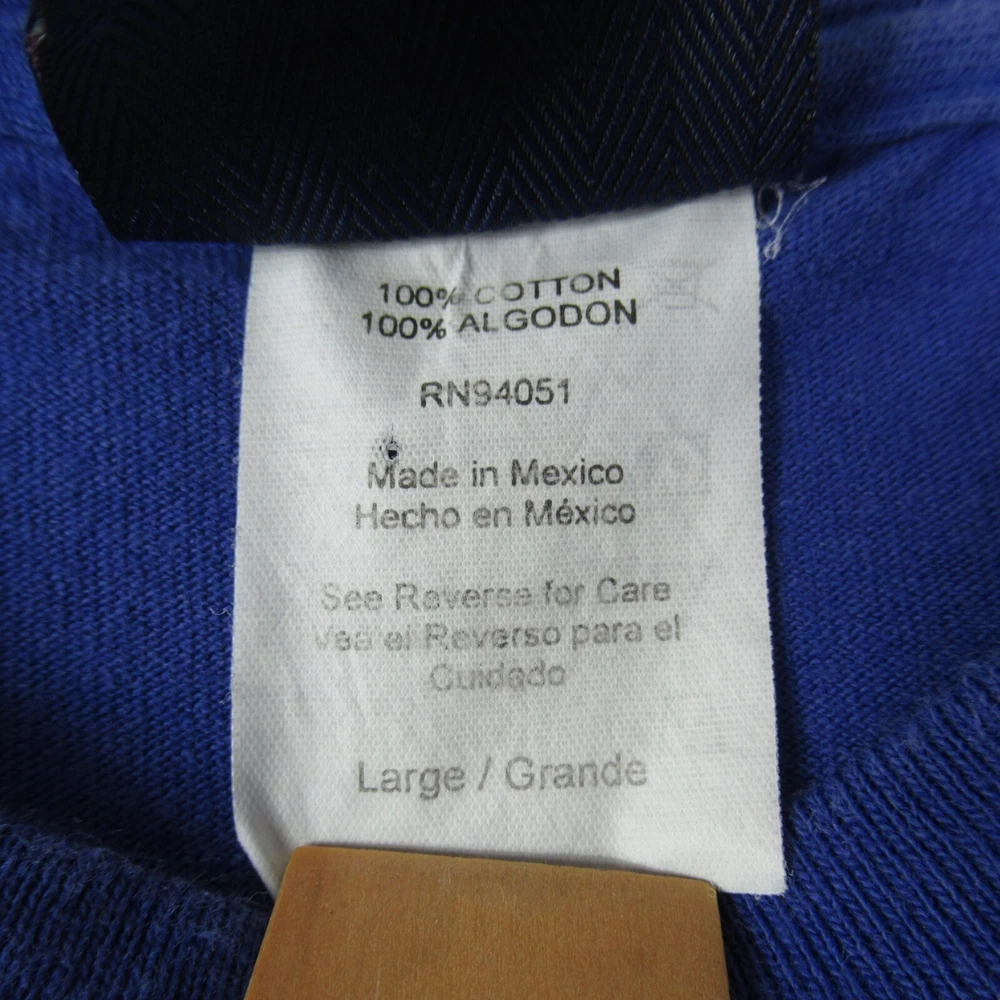 100% COTTON
100% ALGODON
RN94051
Made in Mexico
Hecho en México
See Reverse for Care
Vea el Reverso para el
Cuidado
Large / Grande